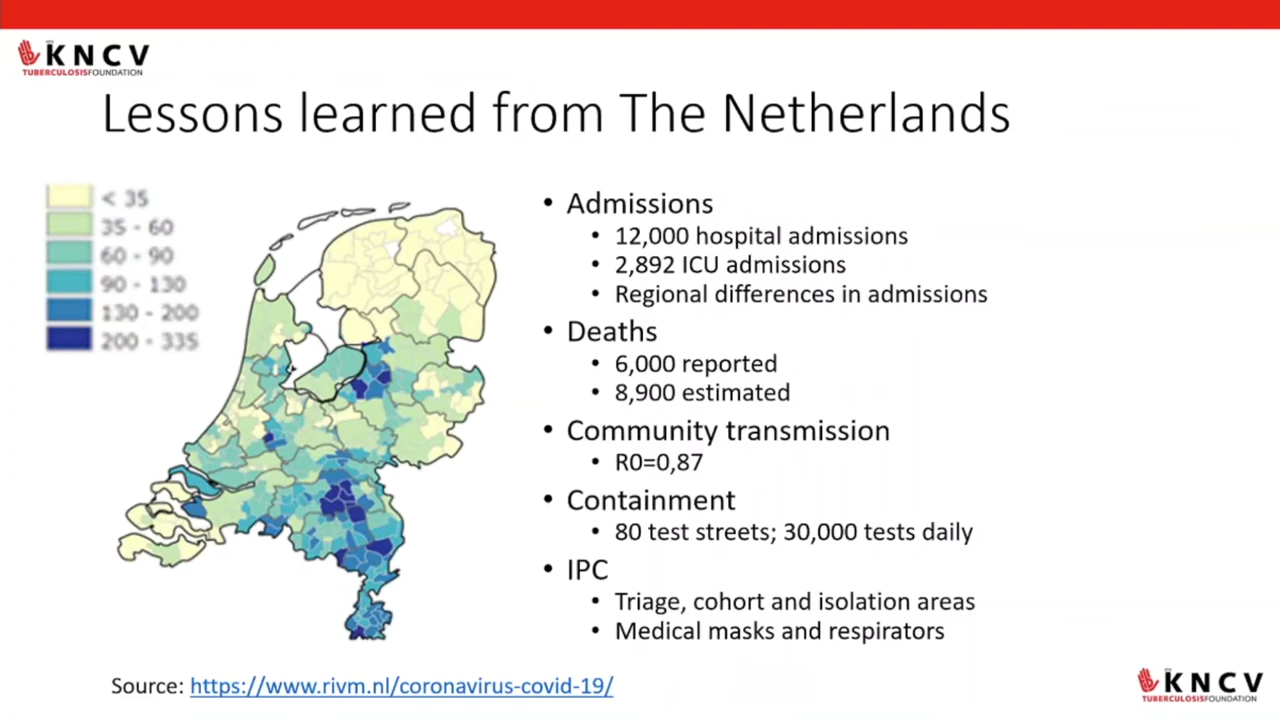 KNCV
TUBERCULOSISFOUNDATION
Lessons learned from The Netherlands
< 35
35 - 60
60 - 90
90 - 130
130 - 200
200 - 335
• Admissions
• 12,000 hospital admissions
• 2,892 ICU admissions
• Regional differences in admissions
• Deaths
• 6,000 reported
• 8,900 estimated
• Community transmission
• R0=0,87
• Containment
• 80 test streets; 30,000 tests daily
• IPC
• Triage, cohort and isolation areas
• Medical masks and respirators
Source: https://www.rivm.nl/coronavirus-covid-19/
KNCV
TUBERCULOSISFOUNDATION